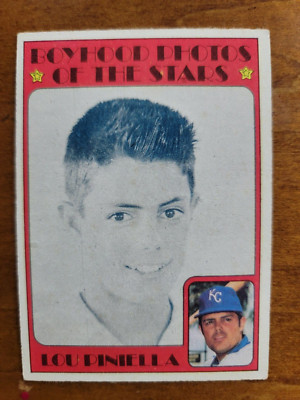 BOYHOOD PHOTOS
OF THE STARS
KC
LOU PINIELLA